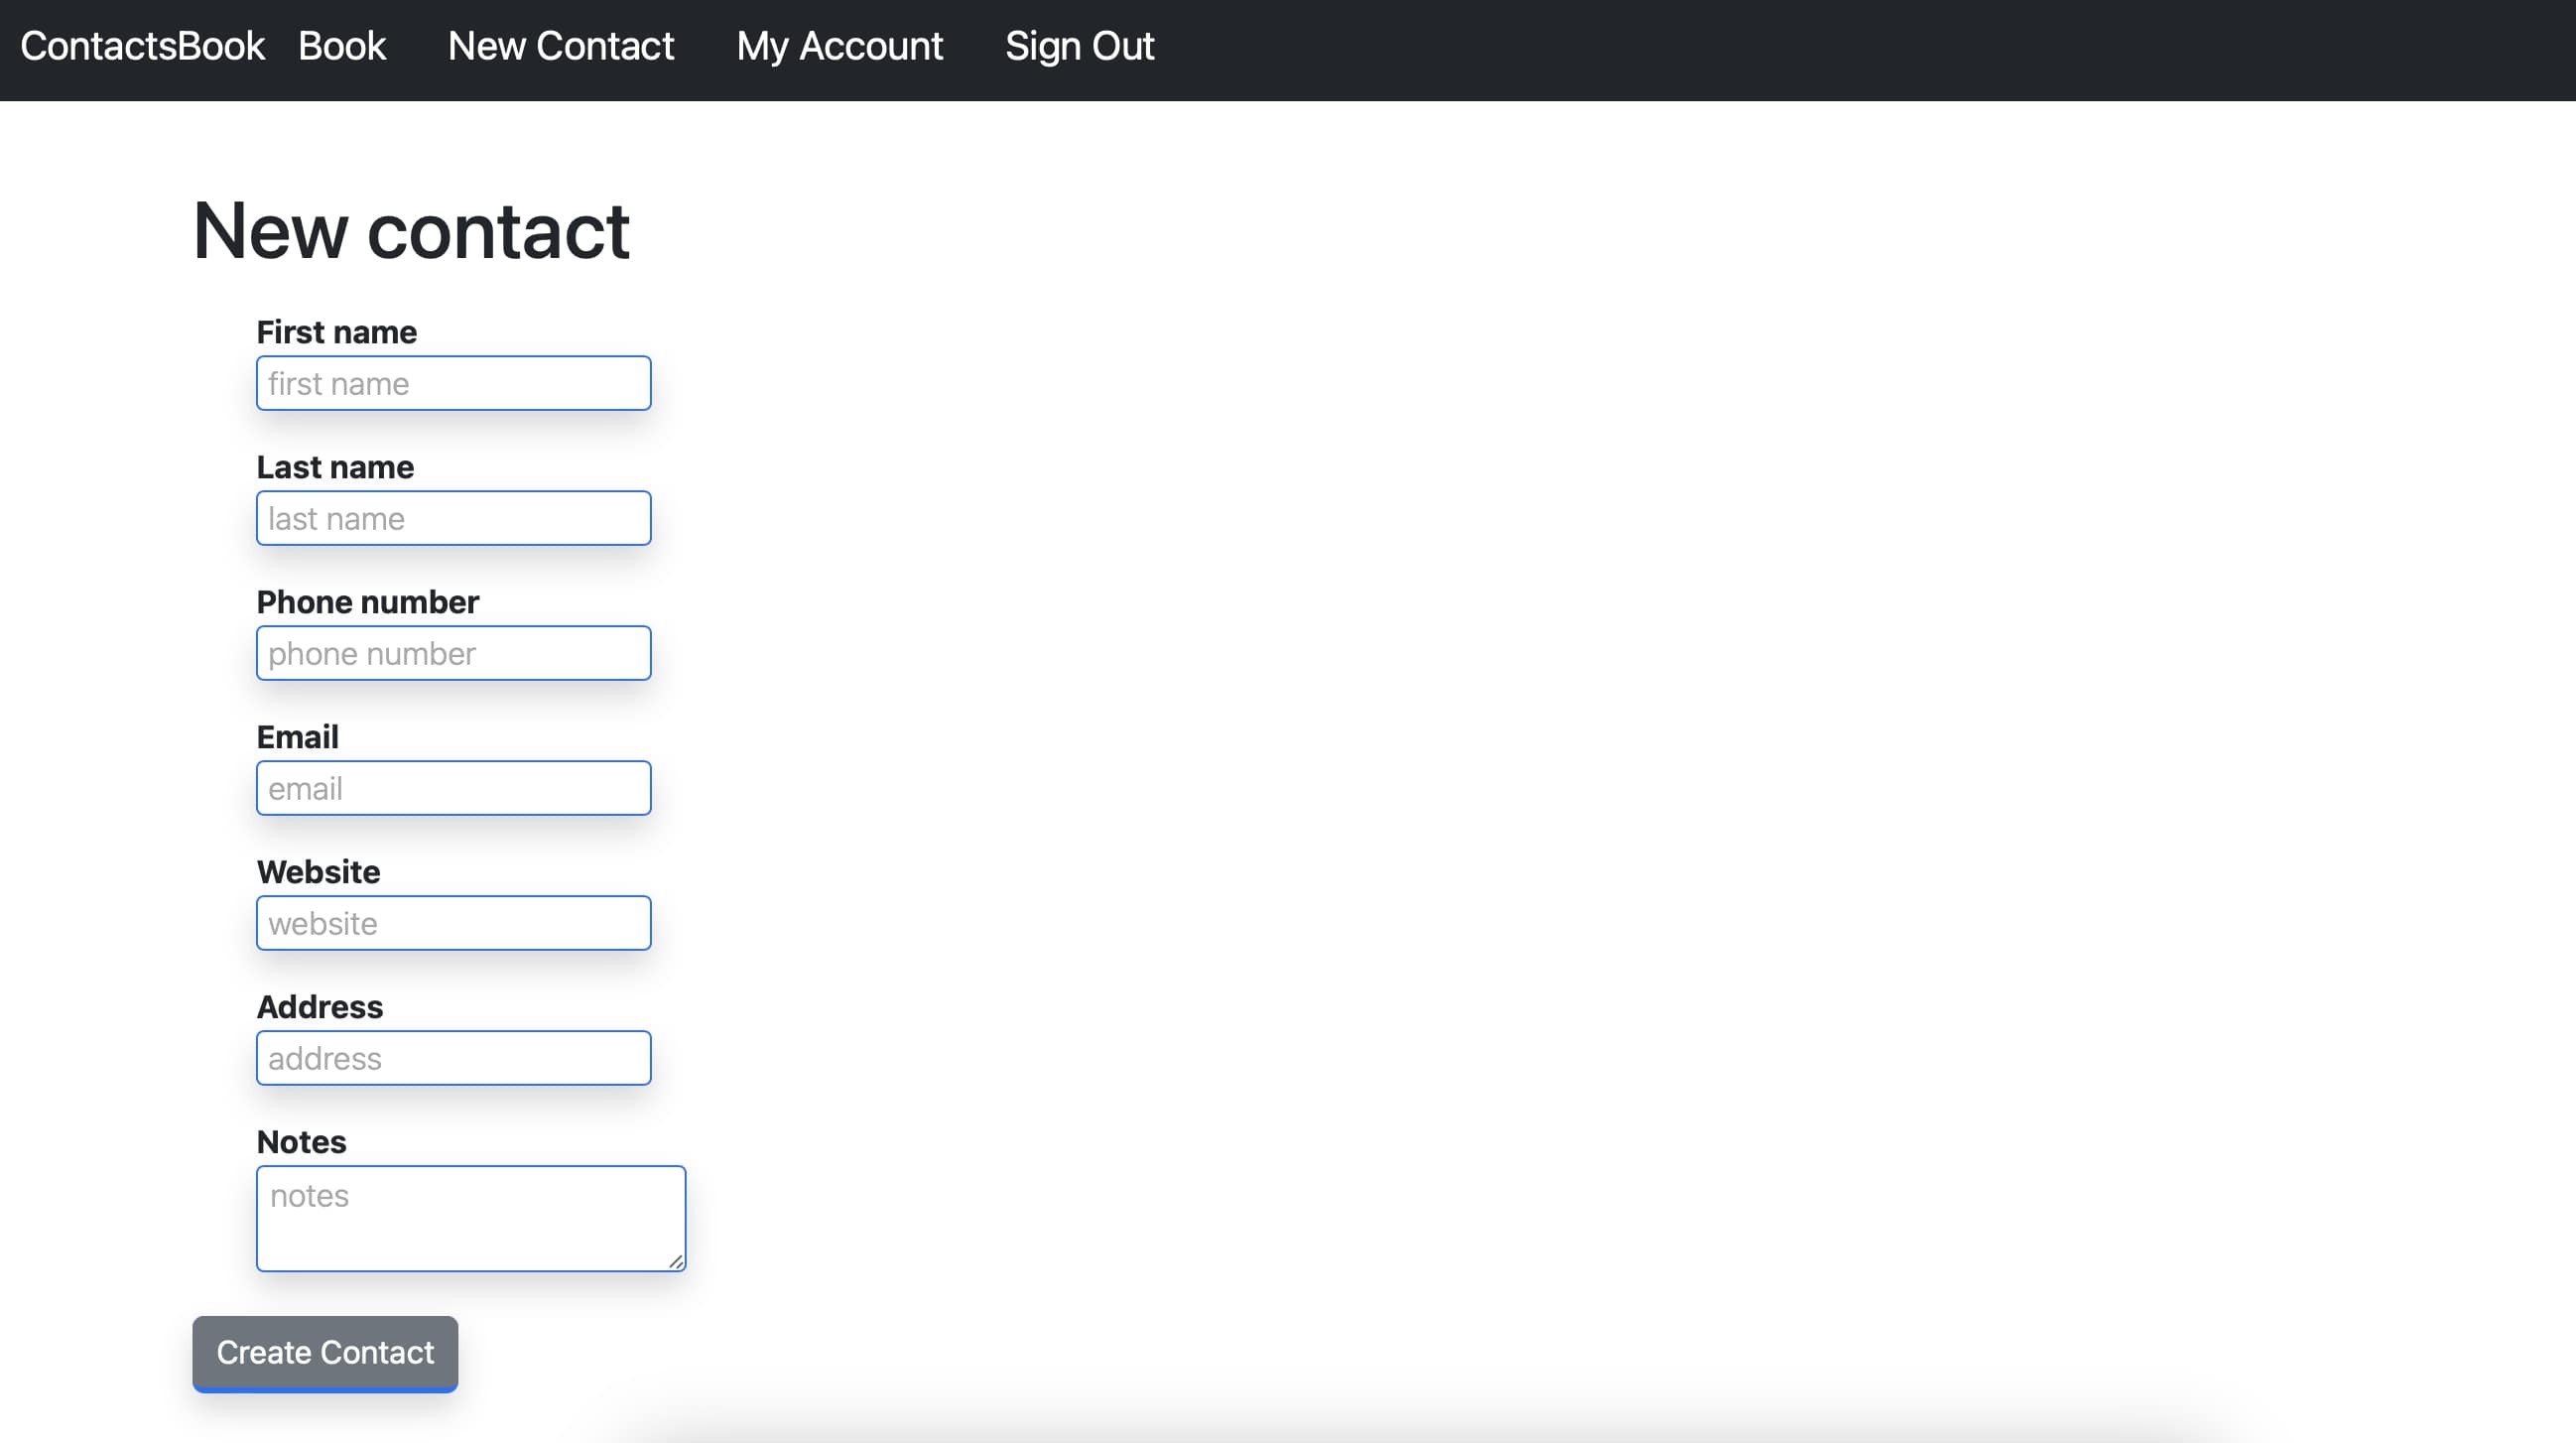 ContactsBook Book New Contact My Account Sign Out
New contact
First name
first name
Last name
last name
Phone number
phone number
Email
email
Website
website
Address
address
Notes
notes
Create Contact